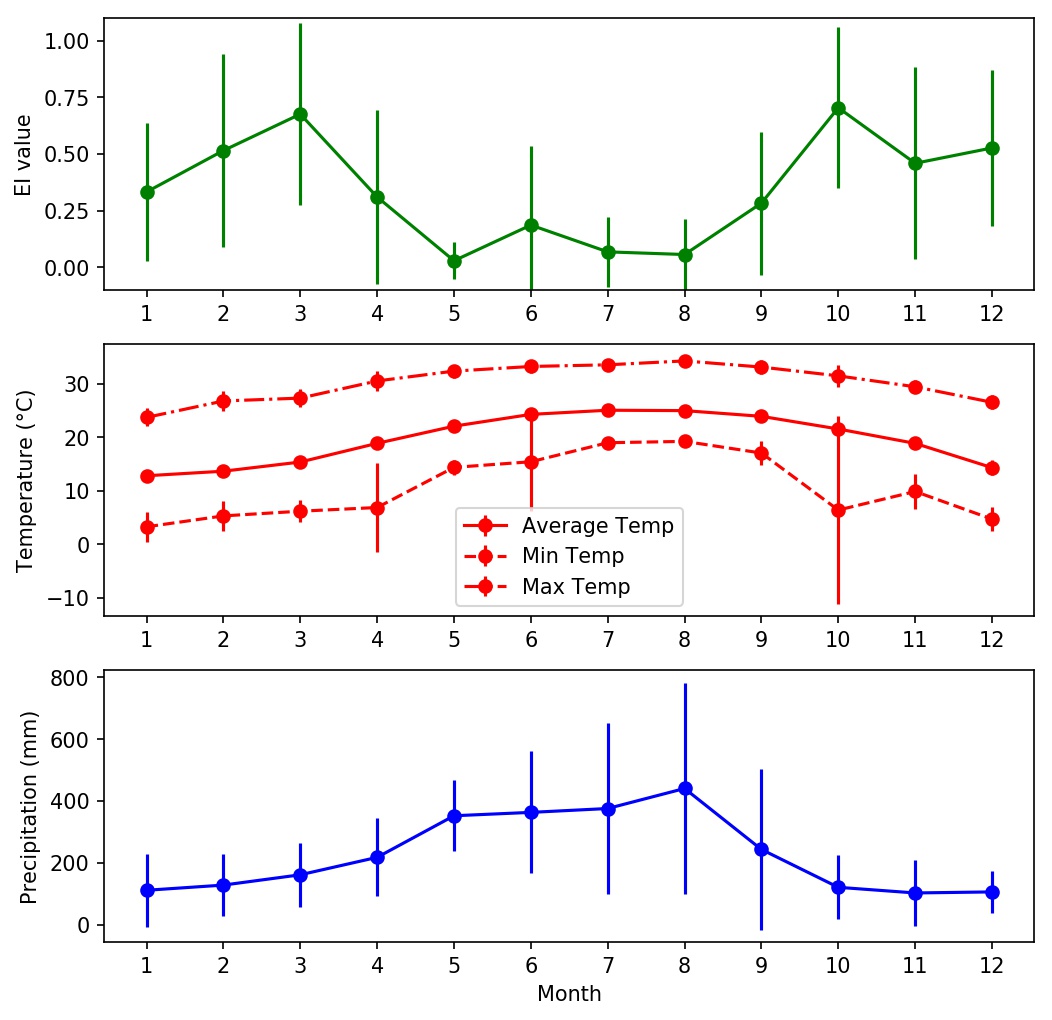 EI value
1.00
0.75
0.50
0.25
0.00
1 2 3 4 5 6 7 8 9 10 11 12
Temperature (°C)
30
20
10
0
−10
Average Temp
Min Temp
Max Temp
1 2 3 4 5 6 7 8 9 10 11 12
Precipitation (mm)
800
600
400
200
0
1 2 3 4 5 6 7 8 9 10 11 12
Month